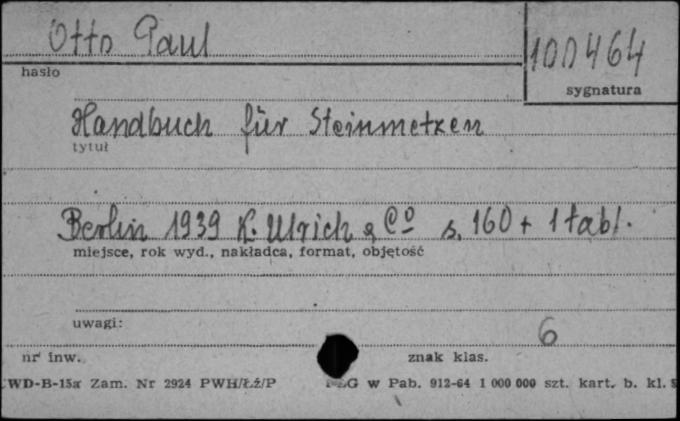 Otto Paul
hasło
100464
sygnatura
Handbuch für Steinmetzen
tytuł
Berlin 1939 K. Ulrich & Co s. 160 + 1 tabl.
miejsce, rok wyd., nakładca, format, objętość
uwagi:
6
nr inw. znak klas.
WD-B-15a Zam. Nr 2924 PWH/Łż/P w Pab. 912-64 1 000 000 szt. kart. b. kl.